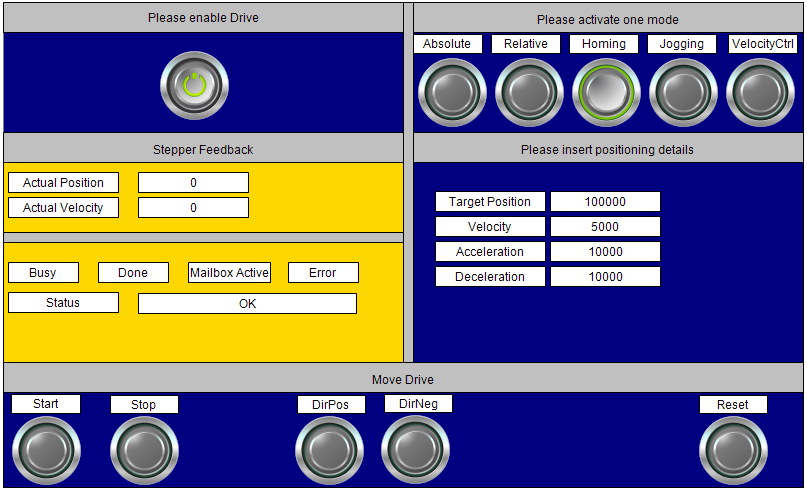 Please enable Drive
Please activate one mode
Absolute
Relative
Homing
Jogging
VelocityCtrl
Stepper Feedback
Actual Position
0
Actual Velocity
0
Busy
Done
Mailbox Active
Error
Status
OK
Please insert positioning details
Target Position
100000
Velocity
5000
Acceleration
10000
Deceleration
10000
Move Drive
Start
Stop
DirPos
DirNeg
Reset